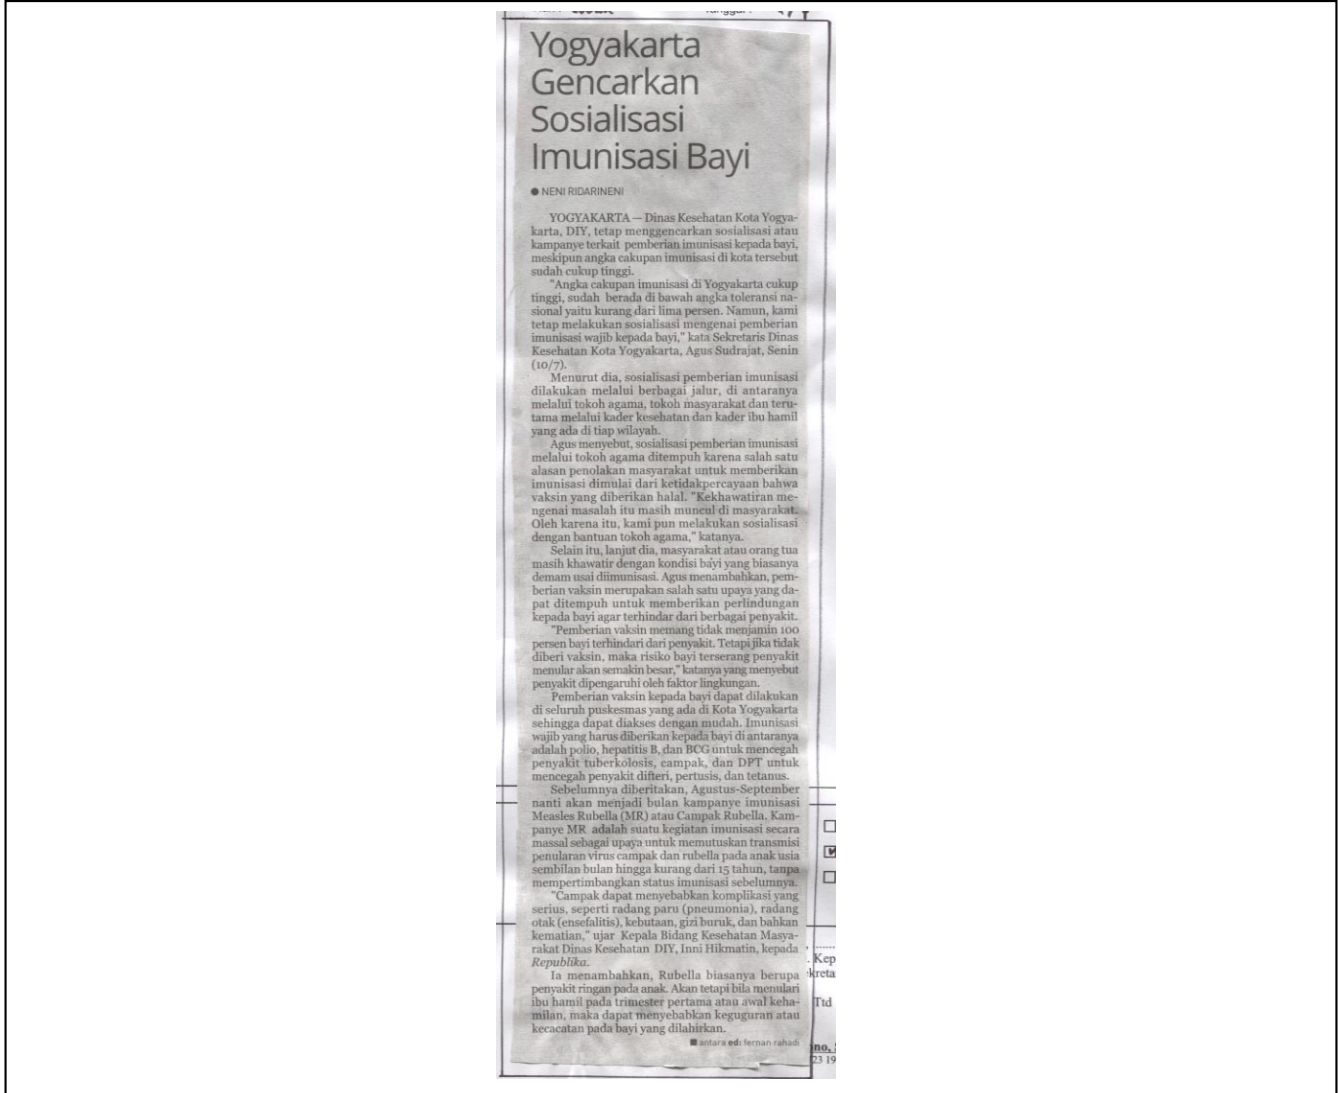 Yogyakarta
Gencarkan
Sosialisasi
Imunisasi Bayi
● NENI RIDARINENI
YOGYAKARTA — Dinas Kesehatan Kota Yogya-
karta, DIY, tetap menggencarkan sosialisasi atau
kampanye terkait pemberian imunisasi kepada bayi,
meskipun angka cakupan imunisasi di kota tersebut
sudah cukup tinggi.
"Angka cakupan imunisasi di Yogyakarta cukup
tinggi, sudah berada di bawah angka toleransi na-
sional yaitu kurang dari lima persen. Namun, kami
tetap melakukan sosialisasi mengenai pemberian
imunisasi wajib kepada bayi," kata Sekretaris Dinas
Kesehatan Kota Yogyakarta, Agus Sudrajat, Senin
(10/7).
Menurut dia, sosialisasi pemberian imunisasi
dilakukan melalui berbagai jalur, di antaranya
melalui tokoh agama, tokoh masyarakat dan teru-
tama melalui kader kesehatan dan kader ibu hamil
yang ada di tiap wilayah.
Agus menyebut, sosialisasi pemberian imunisasi
melalui tokoh agama ditempuh karena salah satu
alasan penolakan masyarakat untuk memberikan
imunisasi dimulai dari ketidakpercayaan bahwa
vaksin yang diberikan halal. "Kekhawatiran me-
ngenai masalah itu masih muncul di masyarakat.
Oleh karena itu, kami pun melakukan sosialisasi
dengan bantuan tokoh agama," katanya.
Selain itu, lanjut dia, masyarakat atau orang tua
masih khawatir dengan kondisi bayi yang biasanya
demam usai diimunisasi. Agus menambahkan, pem-
berian vaksin merupakan salah satu upaya yang da-
pat ditempuh untuk memberikan perlindungan
kepada bayi agar terhindar dari berbagai penyakit.
"Pemberian vaksin memang tidak menjamin 100
persen bayi terhindari dari penyakit. Tetapi jika tidak
diberi vaksin, maka risiko bayi terserang penyakit
menular akan semakin besar," katanya yang menyebut
penyakit dipengaruhi oleh faktor lingkungan.
Pemberian vaksin kepada bayi dapat dilakukan
di seluruh puskesmas yang ada di Kota Yogyakarta
sehingga dapat diakses dengan mudah. Imunisasi
wajib yang harus diberikan kepada bayi di antaranya
adalah polio, hepatitis B, dan BCG untuk mencegah
penyakit tuberkolosis, campak, dan DPT untuk
mencegah penyakit difteri, pertusis, dan tetanus.
Sebelumnya diberitakan, Agustus-September
nanti akan menjadi bulan kampanye imunisasi
Measles Rubella (MR) atau Campak Rubella. Kam-
panye MR adalah suatu kegiatan imunisasi secara
massal sebagai upaya untuk memutuskan transmisi
penularan virus campak dan rubella pada anak usia
sembilan bulan hingga kurang dari 15 tahun, tanpa
mempertimbangkan status imunisasi sebelumnya.
"Campak dapat menyebabkan komplikasi yang
serius, seperti radang paru (pneumonia), radang
otak (ensefalitis), kebutaan, gizi buruk, dan bahkan
kematian," ujar Kepala Bidang Kesehatan Masya-
rakat Dinas Kesehatan DIY, Inni Hikmatin, kepada
Republika.
Ia menambahkan, Rubella biasanya berupa
penyakit ringan pada anak. Akan tetapi bila menulari
ibu hamil pada trimester pertama atau awal keha-
milan, maka dapat menyebabkan keguguran atau
kecacatan pada bayi yang dilahirkan.
■ antara ed: fernan rahadi
. Kep
kreta
Ttd
no,
23 19